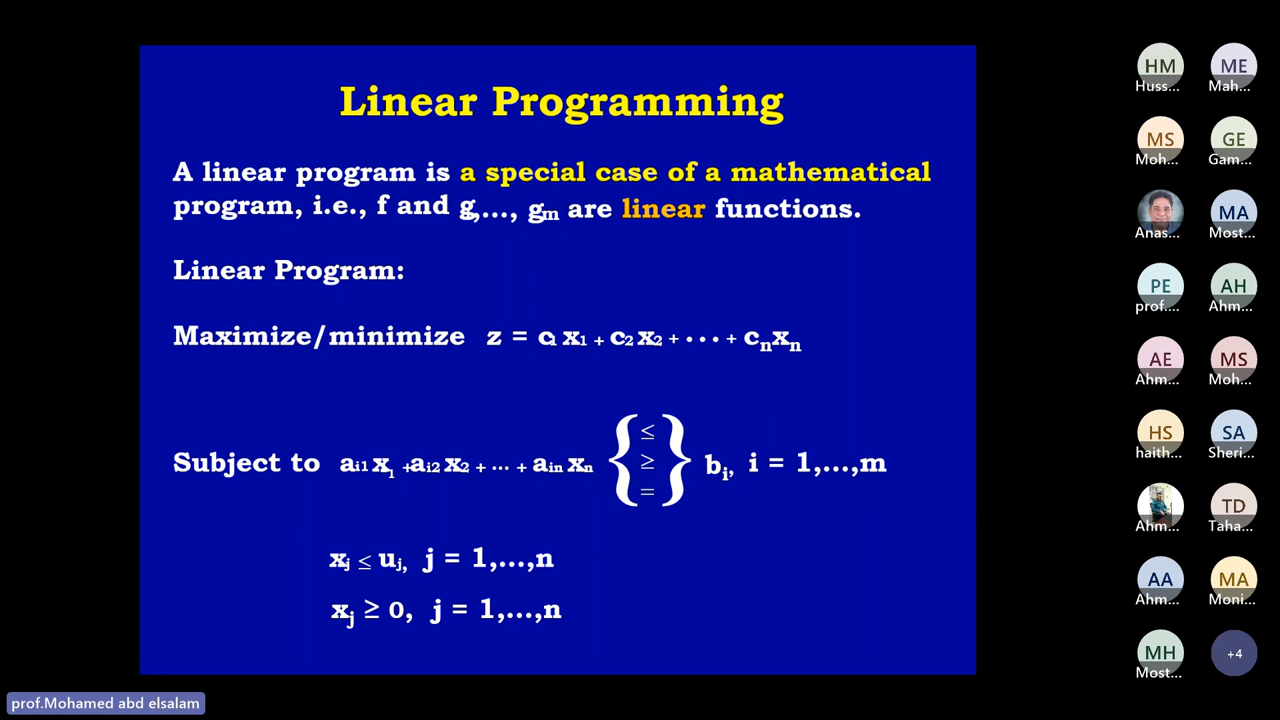 Linear Programming
A linear program is a special case of a mathematical
program, i.e., f and g,..., gm are linear functions.
Linear Program:
Maximize/minimize z = c1 x1 + c2 x2 + ··· + cnxn
Subject to ai1 x1 +ai2 x2 + ... + ain xn { ≤ ≥ = } bi, i = 1,...,m
xj ≤ uj, j = 1,...,n
xj ≥ 0, j = 1,...,n
HM ME
Huss... Mah...
MS GE
Moh... Gam...
MA
Anas... Most...
PE AH
prof.... Ahm...
AE MS
Ahm... Moh...
HS SA
haith... Sheri...
TD
Ahm... Taha...
AA MA
Ahm... Moni...
MH +4
Most...
prof.Mohamed abd elsalam